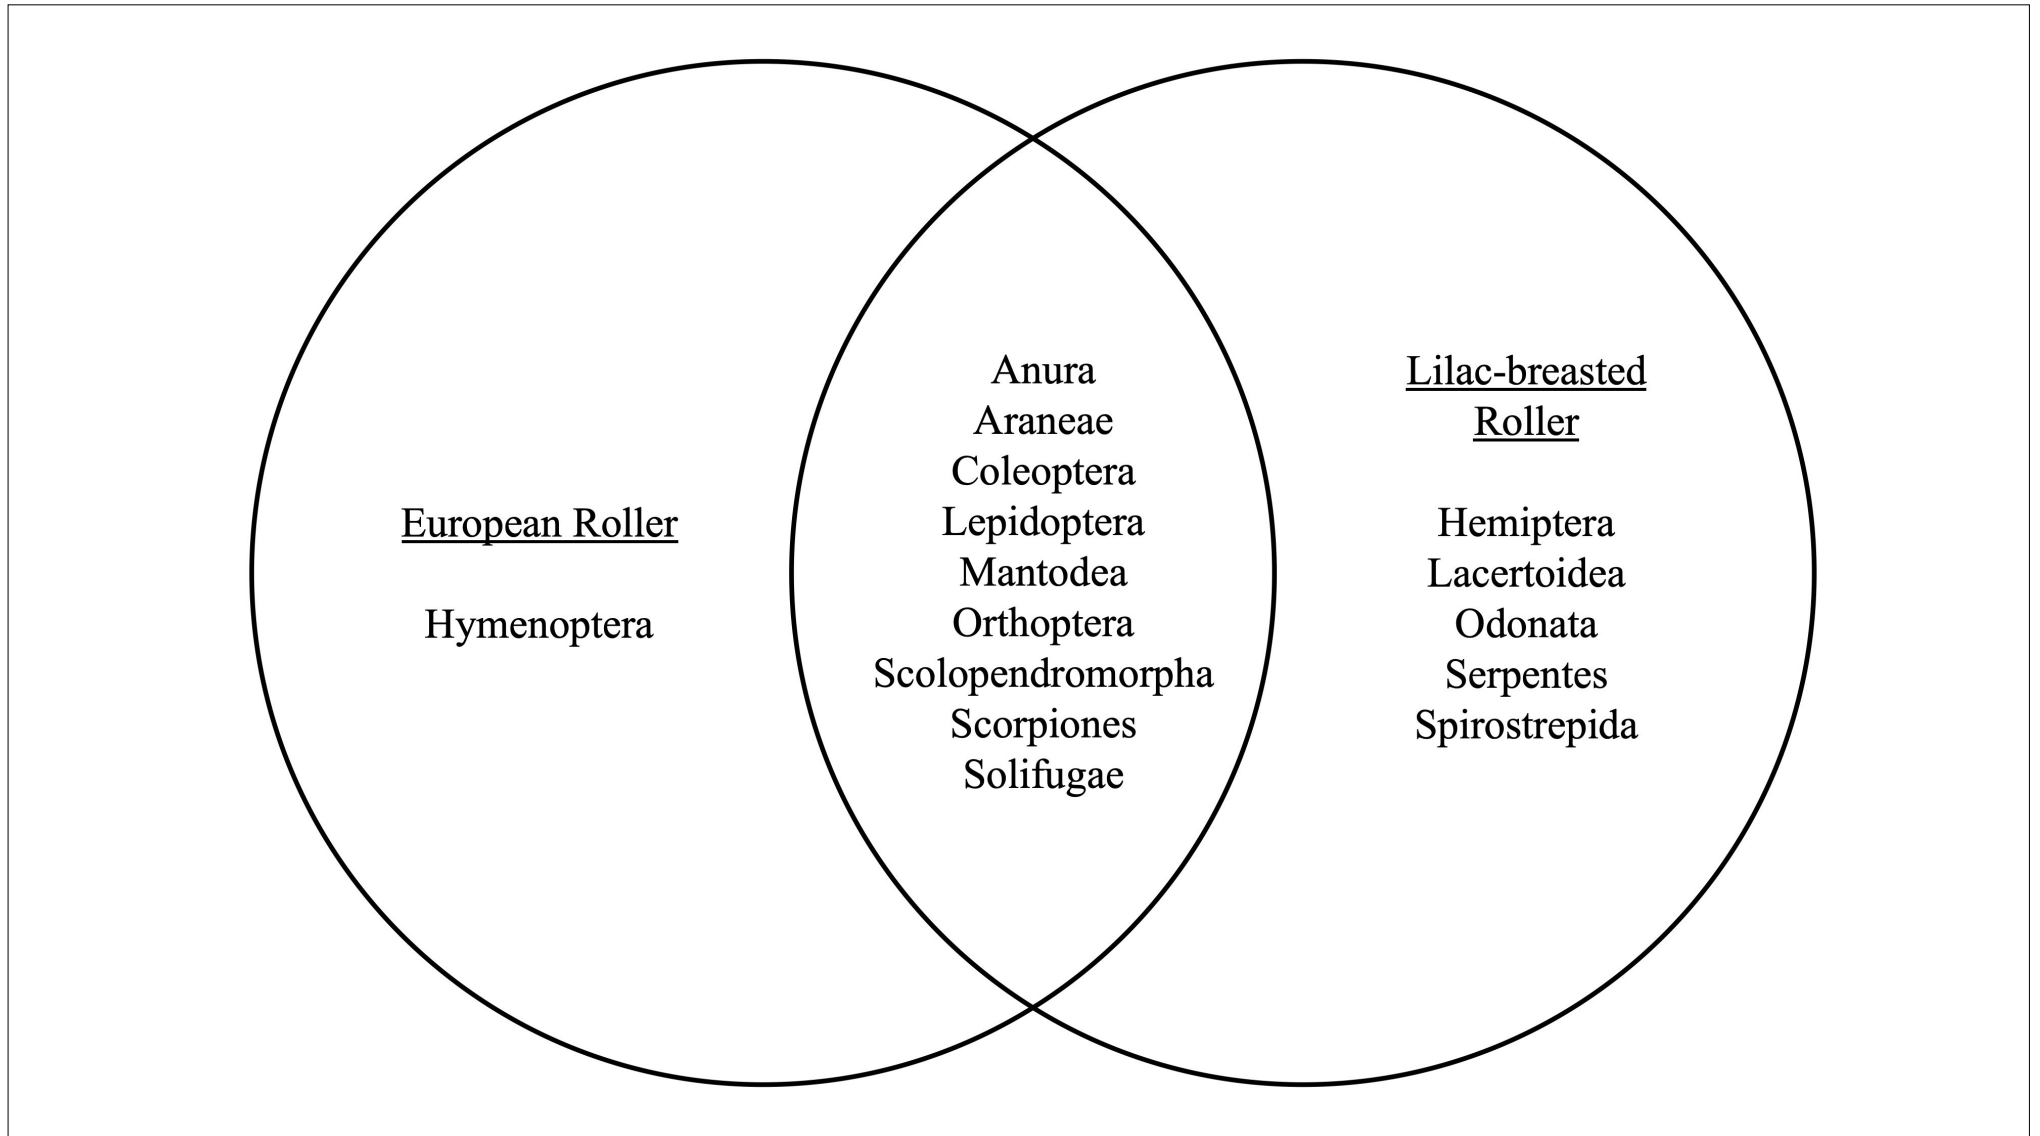 European Roller
Hymenoptera
Anura
Araneae
Coleoptera
Lepidoptera
Mantodea
Orthoptera
Scolopendromorpha
Scorpiones
Solifugae
Lilac-breasted
Roller
Hemiptera
Lacertoidea
Odonata
Serpentes
Spirostrepida